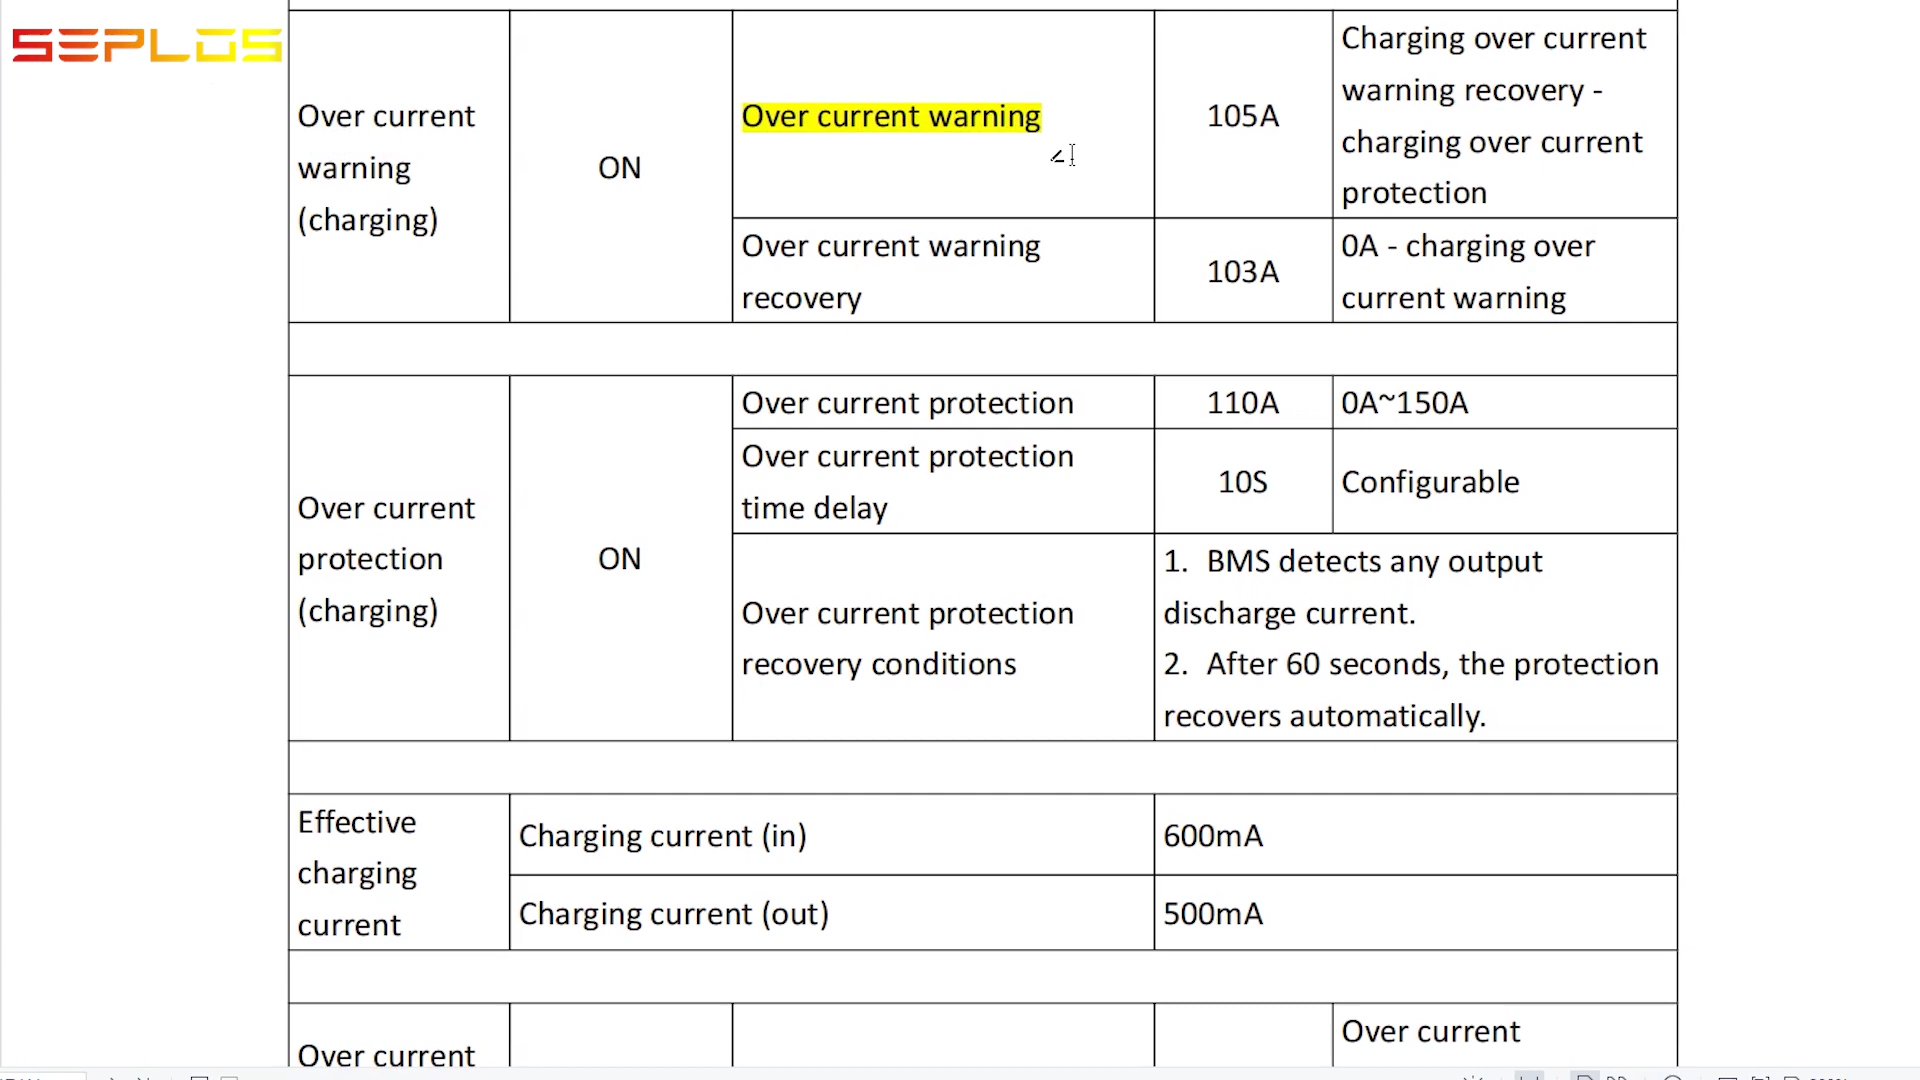 SEPLOS
Over current
warning
(charging)
ON
Over current warning
105A
Charging over current
warning recovery -
charging over current
protection
Over current warning
recovery
103A
0A - charging over
current warning
Over current
protection
(charging)
ON
Over current protection
110A
0A~150A
Over current protection
time delay
10S
Configurable
Over current protection
recovery conditions
1. BMS detects any output
discharge current.
2. After 60 seconds, the protection
recovers automatically.
Effective
charging
current
Charging current (in)
600mA
Charging current (out)
500mA
Over current
Over current